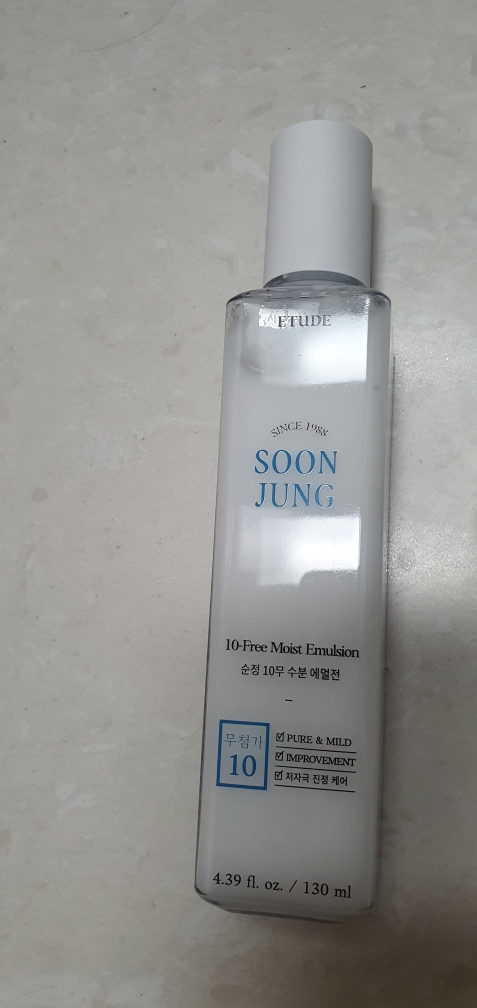 ETUDE
SINCE 1988
SOON
JUNG
10-Free Moist Emulsion
순정 10무 수분 에멀전
무첨가
10
☑ PURE & MILD
☑ IMPROVEMENT
☑ 저자극 진정 케어
4.39 fl. oz. / 130 ml